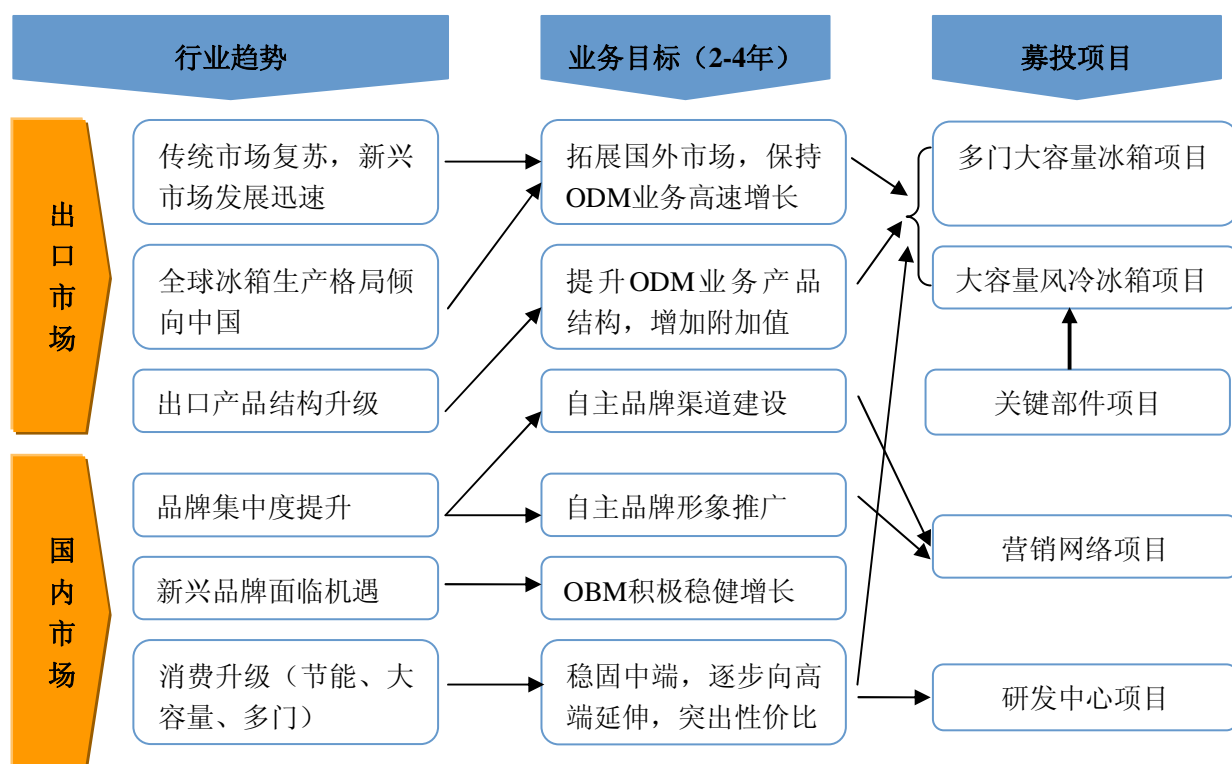 行业趋势
业务目标（2-4年）
募投项目
出口市场
传统市场复苏，新兴
市场发展迅速
拓展国外市场，保持
ODM业务高速增长
多门大容量冰箱项目
全球冰箱生产格局倾
向中国
提升ODM业务产品
结构，增加附加值
大容量风冷冰箱项目
出口产品结构升级
自主品牌渠道建设
关键部件项目
国内市场
品牌集中度提升
自主品牌形象推广
营销网络项目
新兴品牌面临机遇
OBM积极稳健增长
消费升级（节能、大
容量、多门）
稳固中端，逐步向高
端延伸，突出性价比
研发中心项目